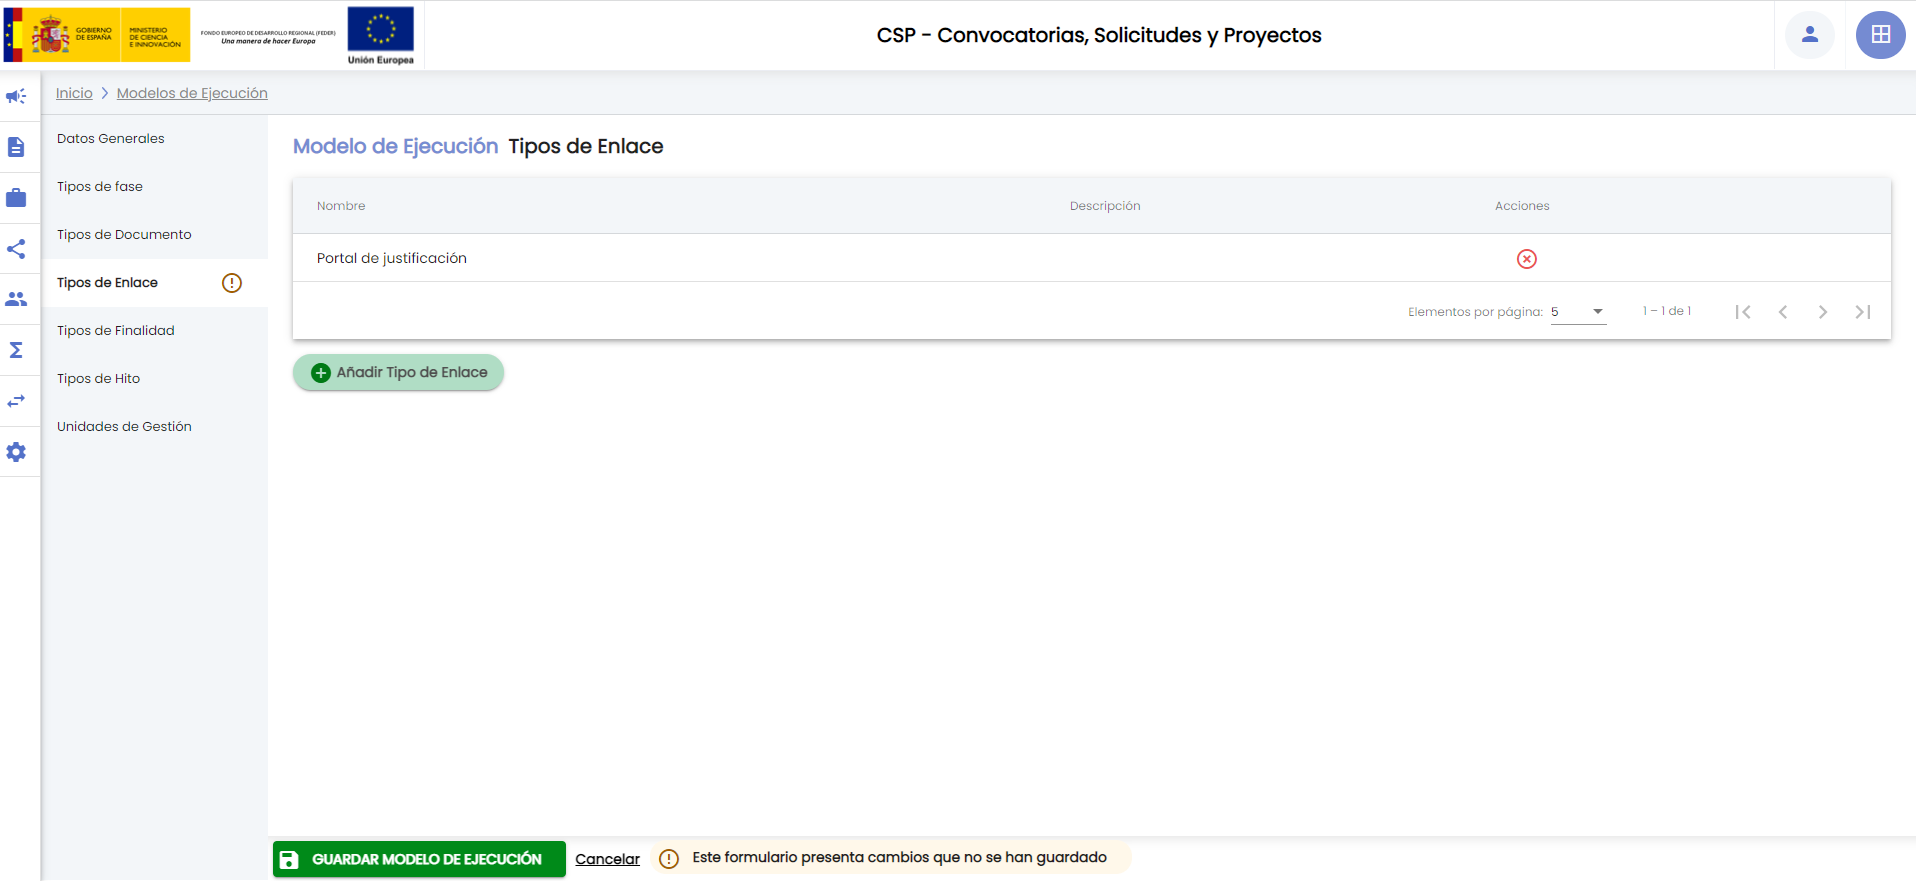 GOBIERNO
DE ESPAÑA
MINISTERIO
DE CIENCIA
E INNOVACIÓN
FONDO EUROPEO DE DESARROLLO REGIONAL (FEDER)
Una manera de hacer Europa
Unión Europea
CSP - Convocatorias, Solicitudes y Proyectos
Inicio > Modelos de Ejecución
Datos Generales
Tipos de fase
Tipos de Documento
Tipos de Enlace
Tipos de Finalidad
Tipos de Hito
Unidades de Gestión
Modelo de Ejecución Tipos de Enlace
Nombre Descripción Acciones
Portal de justificación
Elementos por página: 5 1 – 1 de 1
Añadir Tipo de Enlace
GUARDAR MODELO DE EJECUCIÓN Cancelar Este formulario presenta cambios que no se han guardado